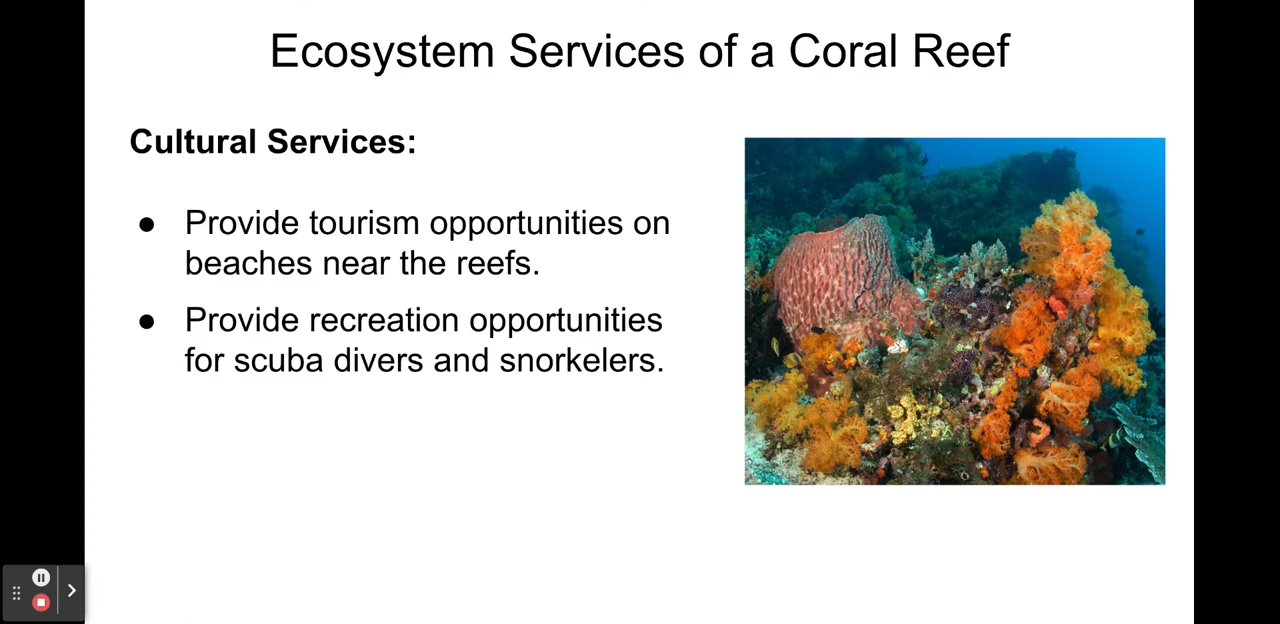 Ecosystem Services of a Coral Reef
Cultural Services:
● Provide tourism opportunities on
beaches near the reefs.
● Provide recreation opportunities
for scuba divers and snorkelers.